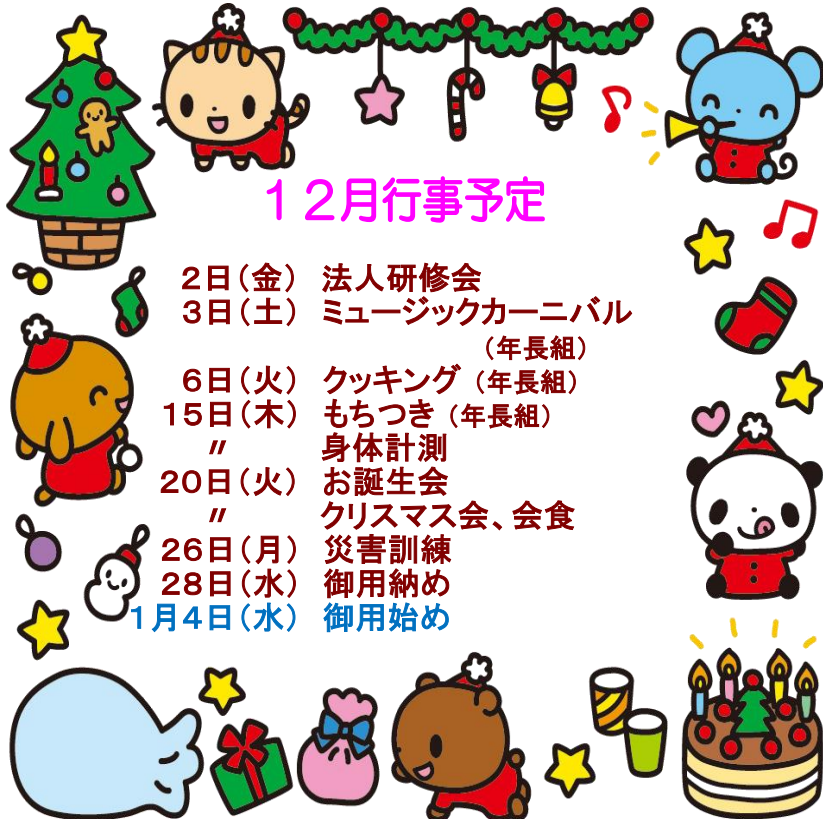 １２月行事予定
２日（金）　法人研修会
３日（土）　ミュージックカーニバル
（年長組）
６日（火）　クッキング（年長組）
１５日（木）　もちつき（年長組）
〃　身体計測
２０日（火）　お誕生会
〃　クリスマス会、会食
２６日（月）　災害訓練
２８日（水）　御用納め
１月４日（水）　御用始め